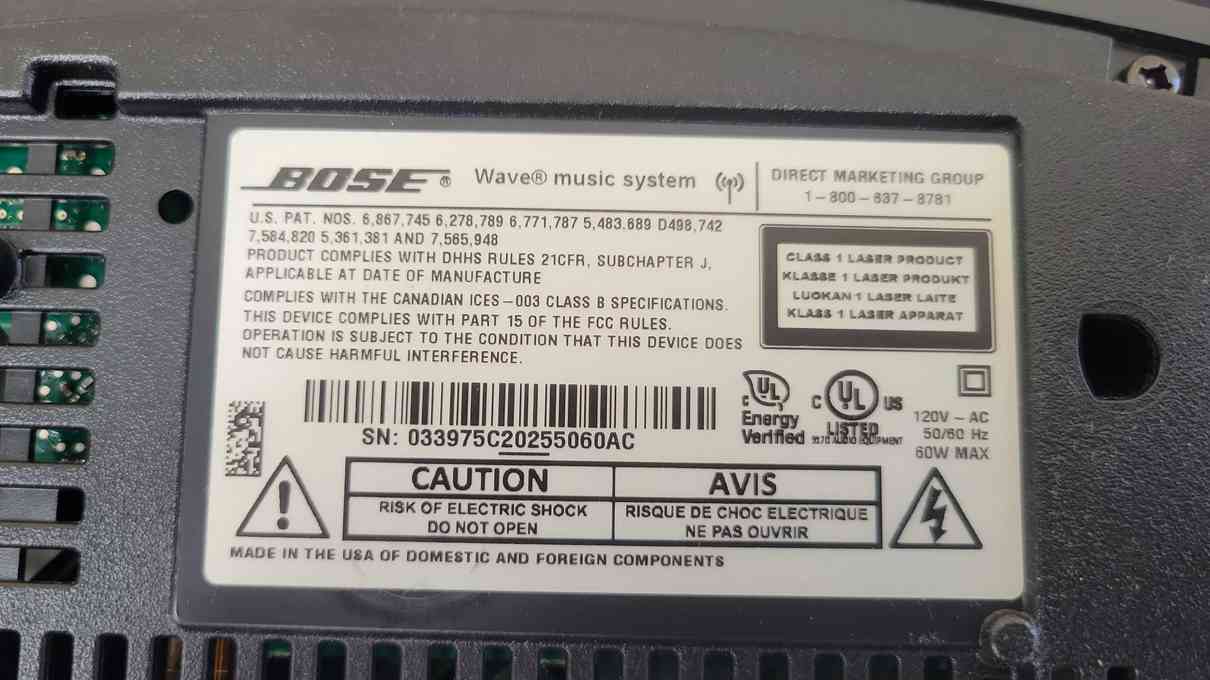 BOSE® Wave® music system
DIRECT MARKETING GROUP
1-800-637-8781
U.S. PAT. NOS. 6,867,745 6,278,789 6,771,787 5,483.689 D498,742
7,584,820 5,361,381 AND 7,565,948
PRODUCT COMPLIES WITH DHHS RULES 21CFR, SUBCHAPTER J,
APPLICABLE AT DATE OF MANUFACTURE
COMPLIES WITH THE CANADIAN ICES-003 CLASS B SPECIFICATIONS.
THIS DEVICE COMPLIES WITH PART 15 OF THE FCC RULES.
OPERATION IS SUBJECT TO THE CONDITION THAT THIS DEVICE DOES
NOT CAUSE HARMFUL INTERFERENCE.
CLASS 1 LASER PRODUCT
KLASSE 1 LASER PRODUKT
LUOKAN 1 LASER LAITE
KLASS 1 LASER APPARAT
SN: 033975C20255060AC
C UL
Energy
Verified
C UL US
LISTED
AUDIO EQUIPMENT
120V - AC
50/60 Hz
60W MAX
CAUTION
RISK OF ELECTRIC SHOCK
DO NOT OPEN
AVIS
RISQUE DE CHOC ELECTRIQUE
NE PAS OUVRIR
MADE IN THE USA OF DOMESTIC AND FOREIGN COMPONENTS